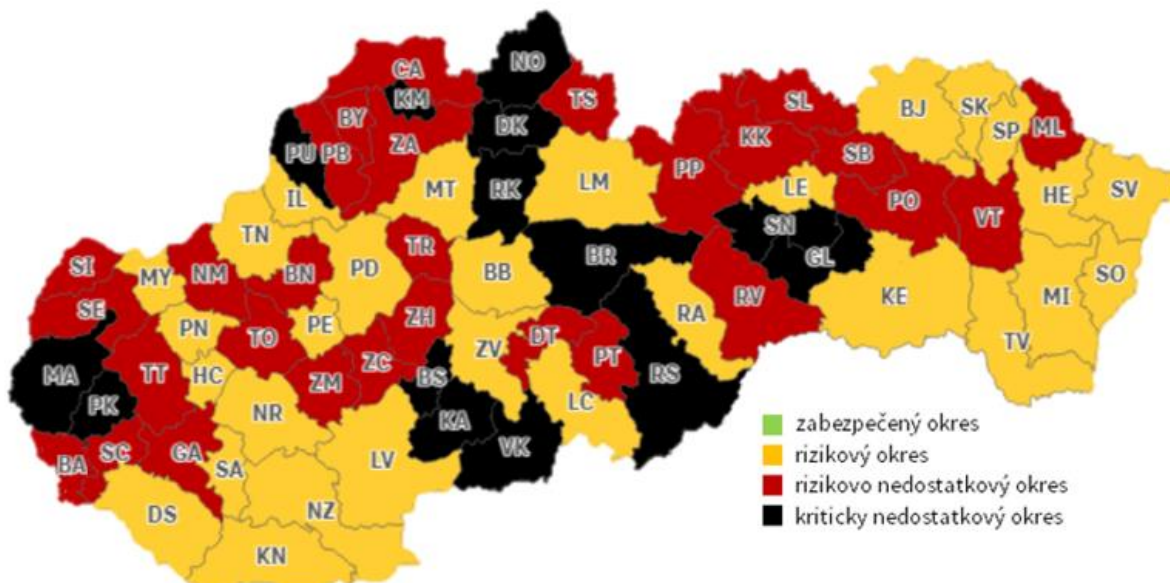 NO
CA
TS
KM
SL
BJ
SK
BY
DK
SP
ML
KK
PU
PB
ZA
SB
PP
MT
RK
LM
LE
HE
SV
IL
PO
VT
TN
SN
TR
BR
GL
SI
MY
NM
BN
PD
BB
SO
KE
MI
SE
RV
PN
PE
ZH
RA
TO
DT
TV
ZV
PT
MA
TT
HC
ZM
ZC
BS
RS
PK
NR
LC
KA
VK
BA
SC
GA
SA
LV
DS
NZ
KN
zabezpečený okres
rizikový okres
rizikovo nedostatkový okres
kriticky nedostatkový okres